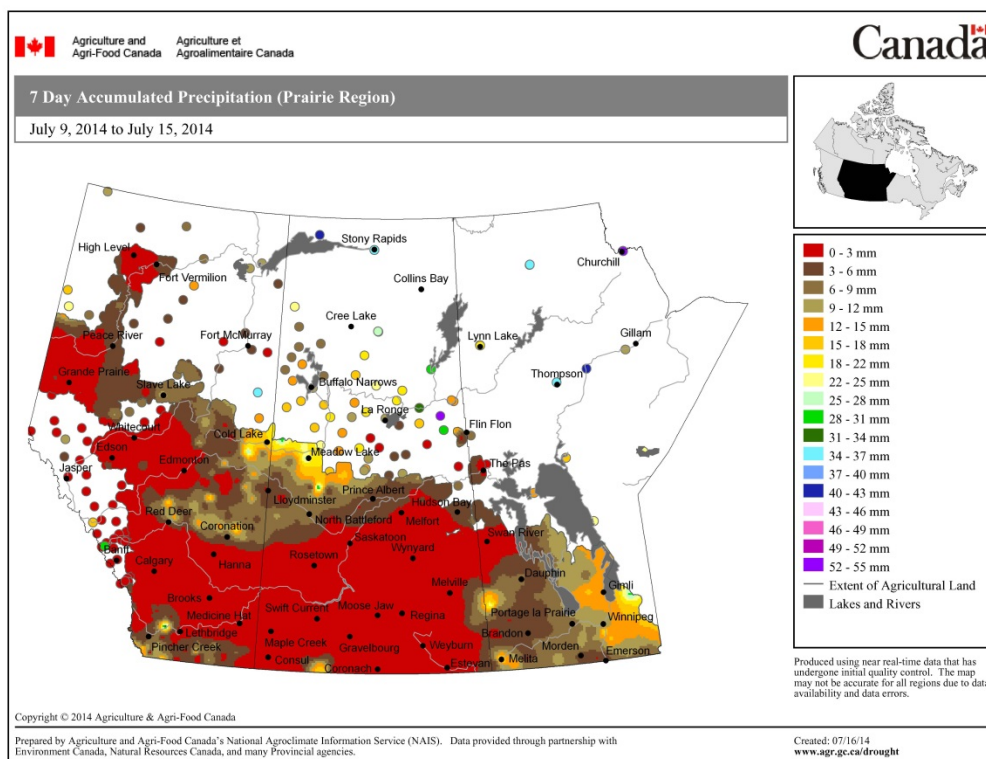 Agriculture and Agriculture et
Agri-Food Canada Agroalimentaire Canada
Canada
7 Day Accumulated Precipitation (Prairie Region)
July 9, 2014 to July 15, 2014
High Level
Fort Vermilion
Stony Rapids
Churchill
Collins Bay
Peace River
Fort McMurray
Cree Lake
Lynn Lake
Gillam
Grande Prairie
Slave Lake
Buffalo Narrows
Thompson
La Ronge
Whitecourt
Cold Lake
Flin Flon
Edson
Meadow Lake
Jasper
Edmonton
The Pas
Lloydminster
Prince Albert
Hudson Bay
Red Deer
Coronation
North Battleford
Melfort
Banff
Calgary
Hanna
Rosetown
Saskatoon
Wynyard
Swan River
Dauphin
Gimli
Brooks
Medicine Hat
Swift Current
Moose Jaw
Melville
Regina
Portage la Prairie
Winnipeg
Lethbridge
Pincher Creek
Maple Creek
Gravelbourg
Weyburn
Brandon
Morden
Consul
Coronach
Estevan
Melita
Emerson
0 - 3 mm
3 - 6 mm
6 - 9 mm
9 - 12 mm
12 - 15 mm
15 - 18 mm
18 - 22 mm
22 - 25 mm
25 - 28 mm
28 - 31 mm
31 - 34 mm
34 - 37 mm
37 - 40 mm
40 - 43 mm
43 - 46 mm
46 - 49 mm
49 - 52 mm
52 - 55 mm
Extent of Agricultural Land
Lakes and Rivers
Produced using near real-time data that has
undergone initial quality control. The map
may not be accurate for all regions due to data
availability and data errors.
Copyright © 2014 Agriculture & Agri-Food Canada
Prepared by Agriculture and Agri-Food Canada's National Agroclimate Information Service (NAIS). Data provided through partnership with
Environment Canada, Natural Resources Canada, and many Provincial agencies.
Created: 07/16/14
www.agr.gc.ca/drought